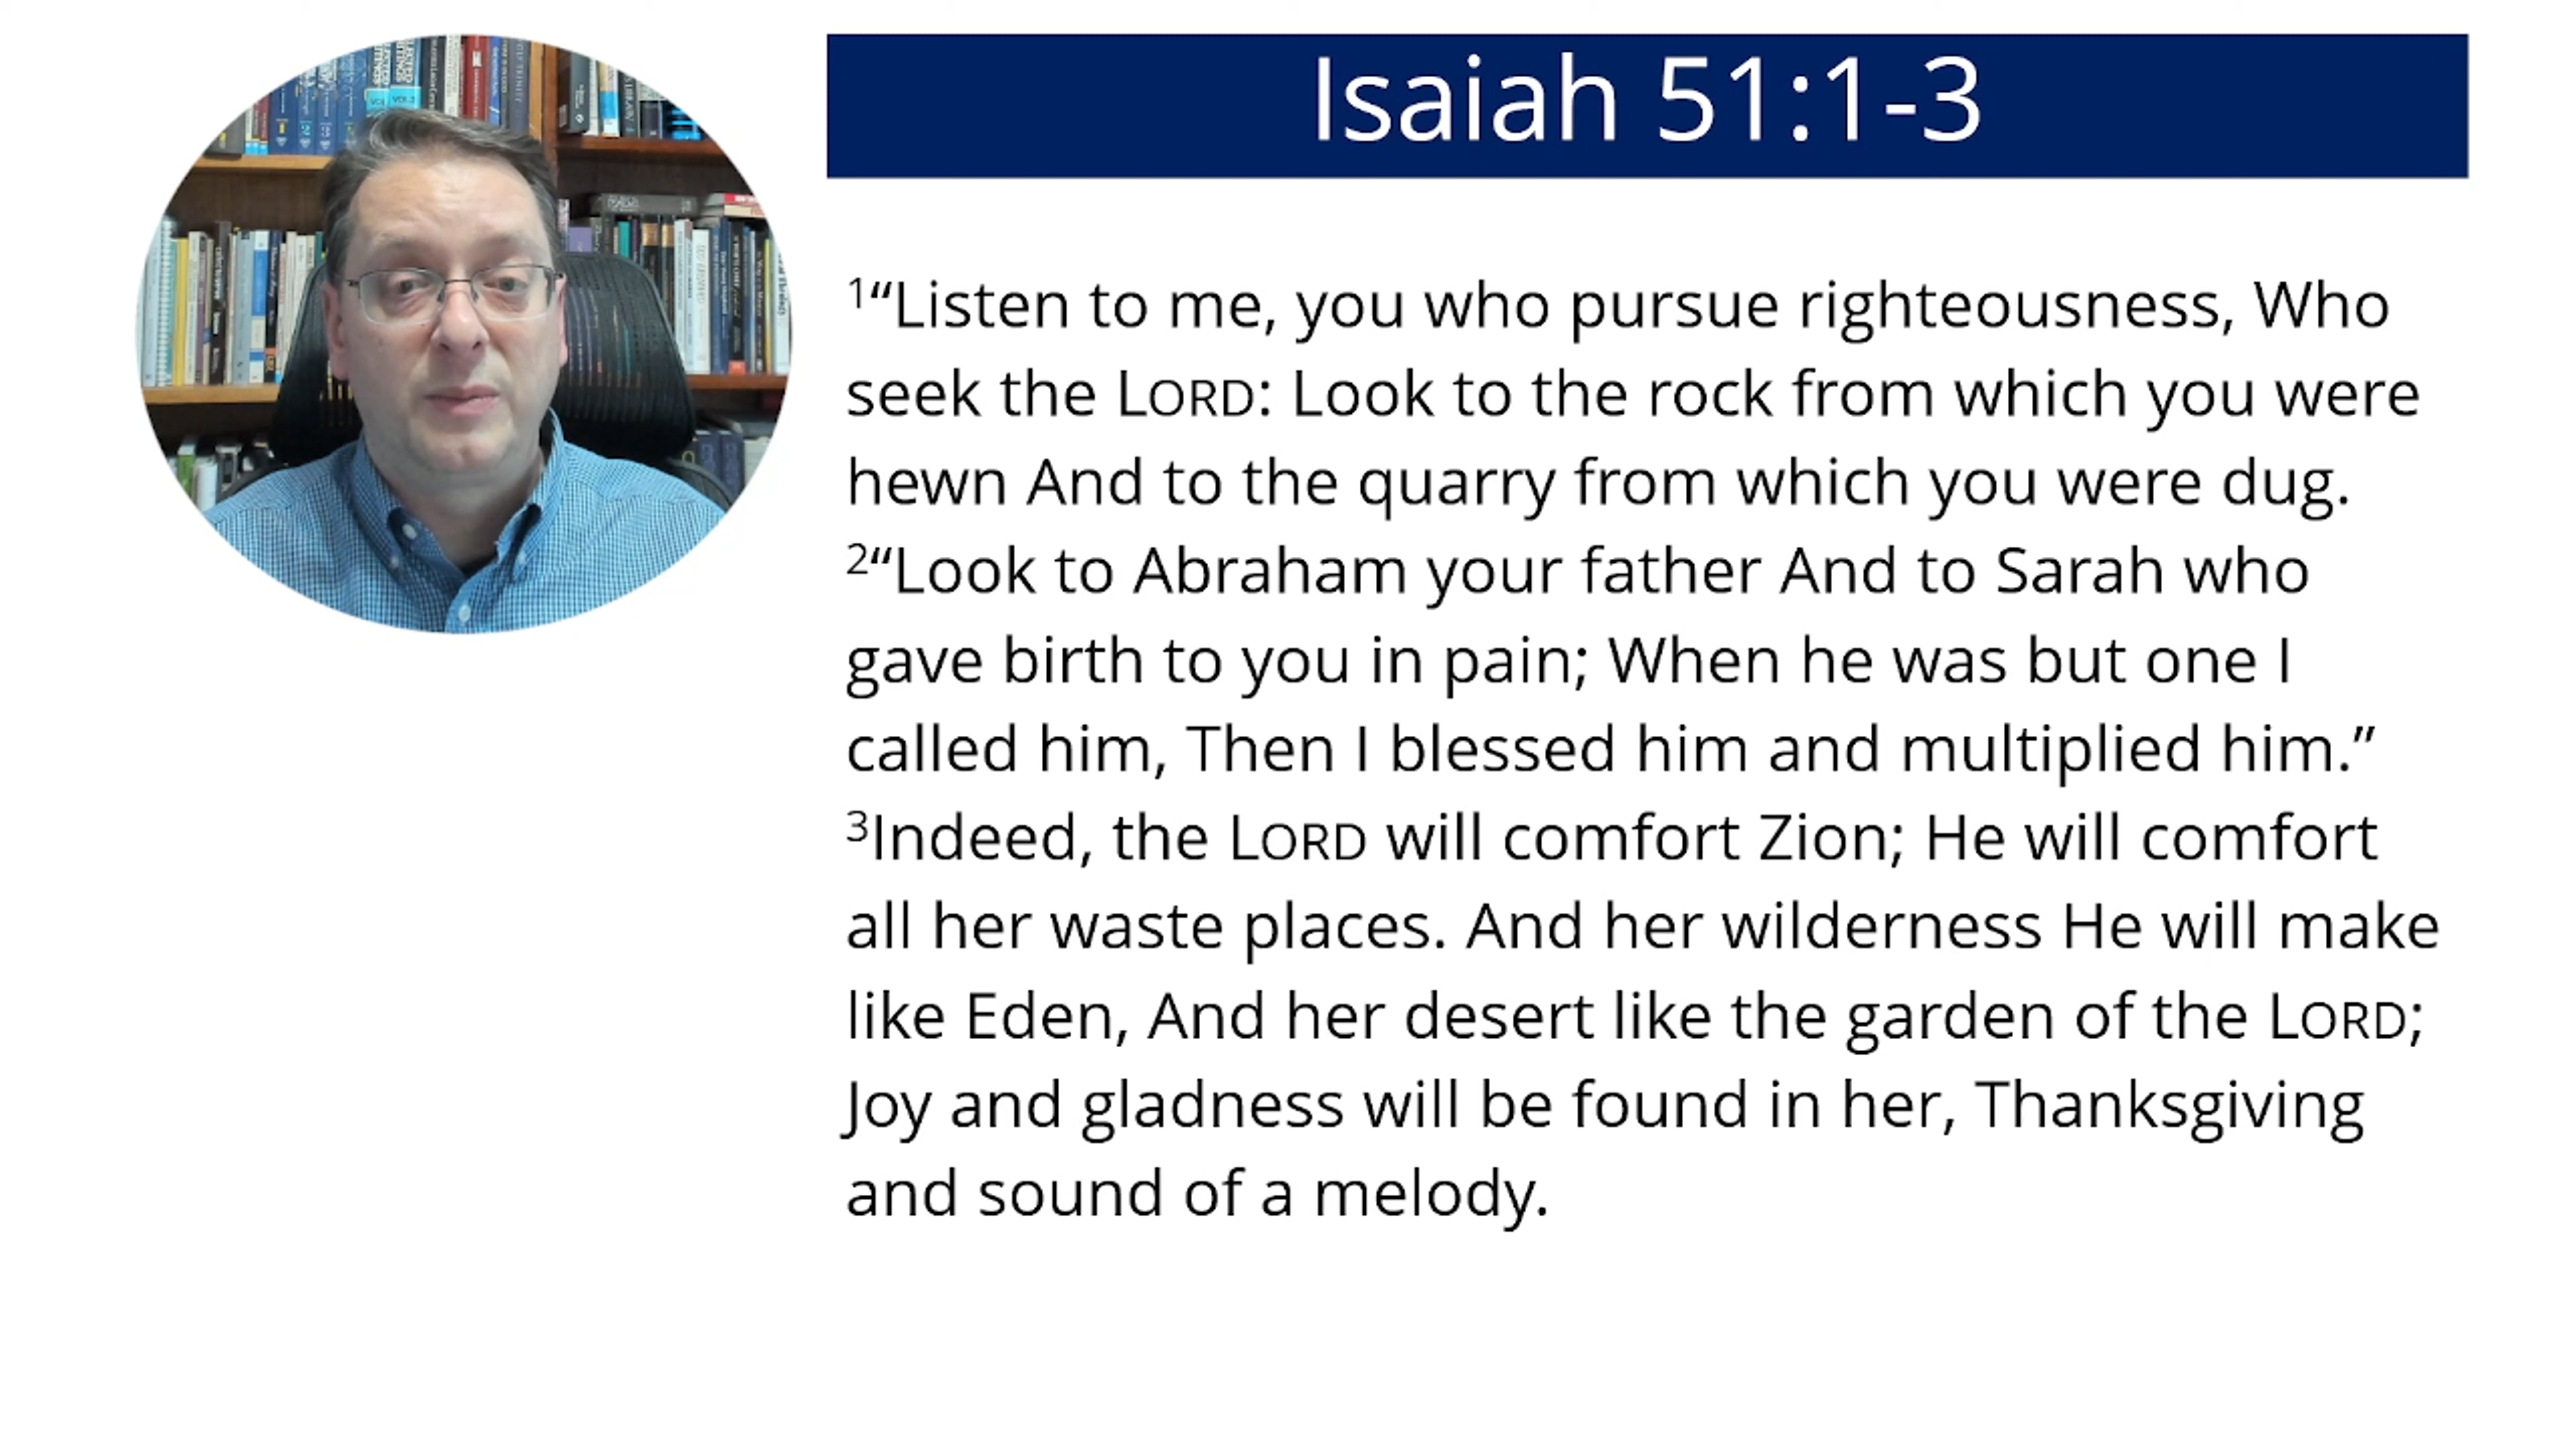 Isaiah 51:1-3
¹“Listen to me, you who pursue righteousness, Who
seek the LORD: Look to the rock from which you were
hewn And to the quarry from which you were dug.
²“Look to Abraham your father And to Sarah who
gave birth to you in pain; When he was but one I
called him, Then I blessed him and multiplied him.”
³Indeed, the LORD will comfort Zion; He will comfort
all her waste places. And her wilderness He will make
like Eden, And her desert like the garden of the LORD;
Joy and gladness will be found in her, Thanksgiving
and sound of a melody.